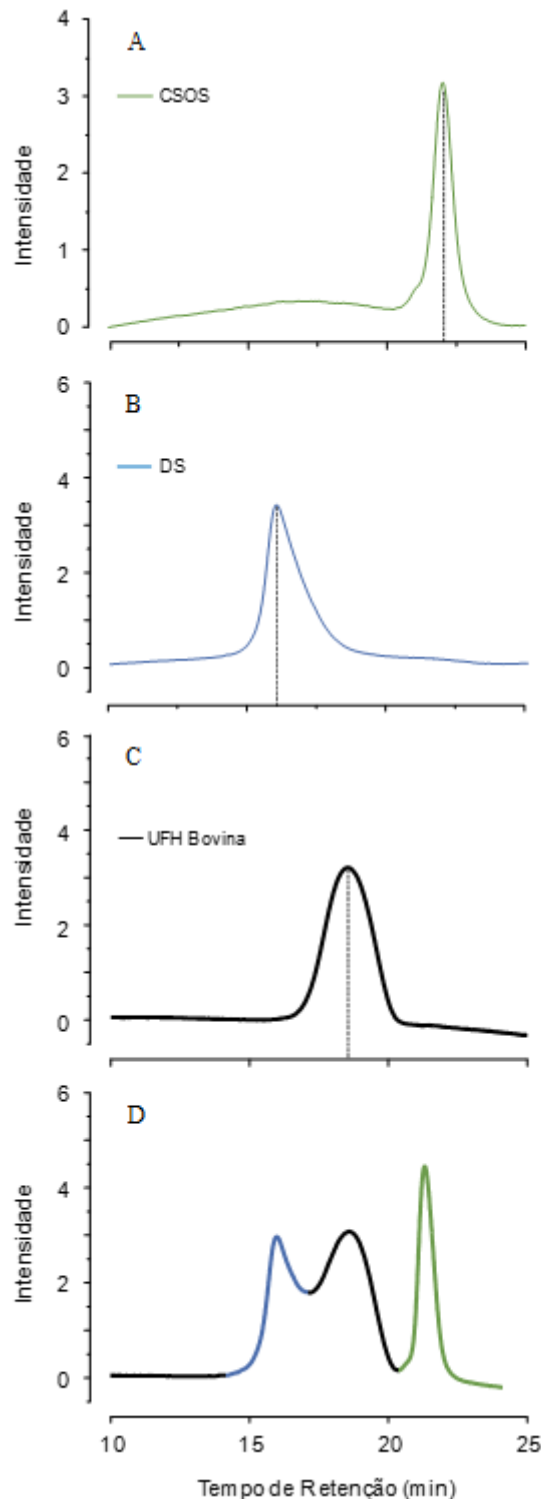 A
CSOS
Intensidade
4
3
2
1
0
B
DS
Intensidade
6
4
2
0
C
UFH Bovina
Intensidade
6
4
2
0
D
Intensidade
6
4
2
0
10 15 20 25
Tempo de Retenção (min)